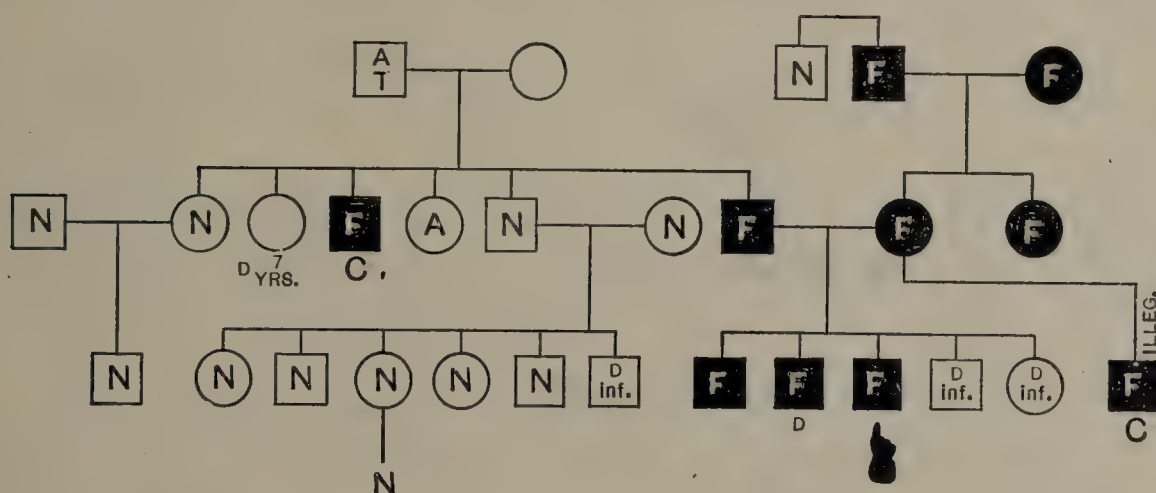 A T N F F
N N D 7 YRS. F C. A N N F F F ILLEG.
N N N N N N D inf. F F D F D inf. D inf. F C
N